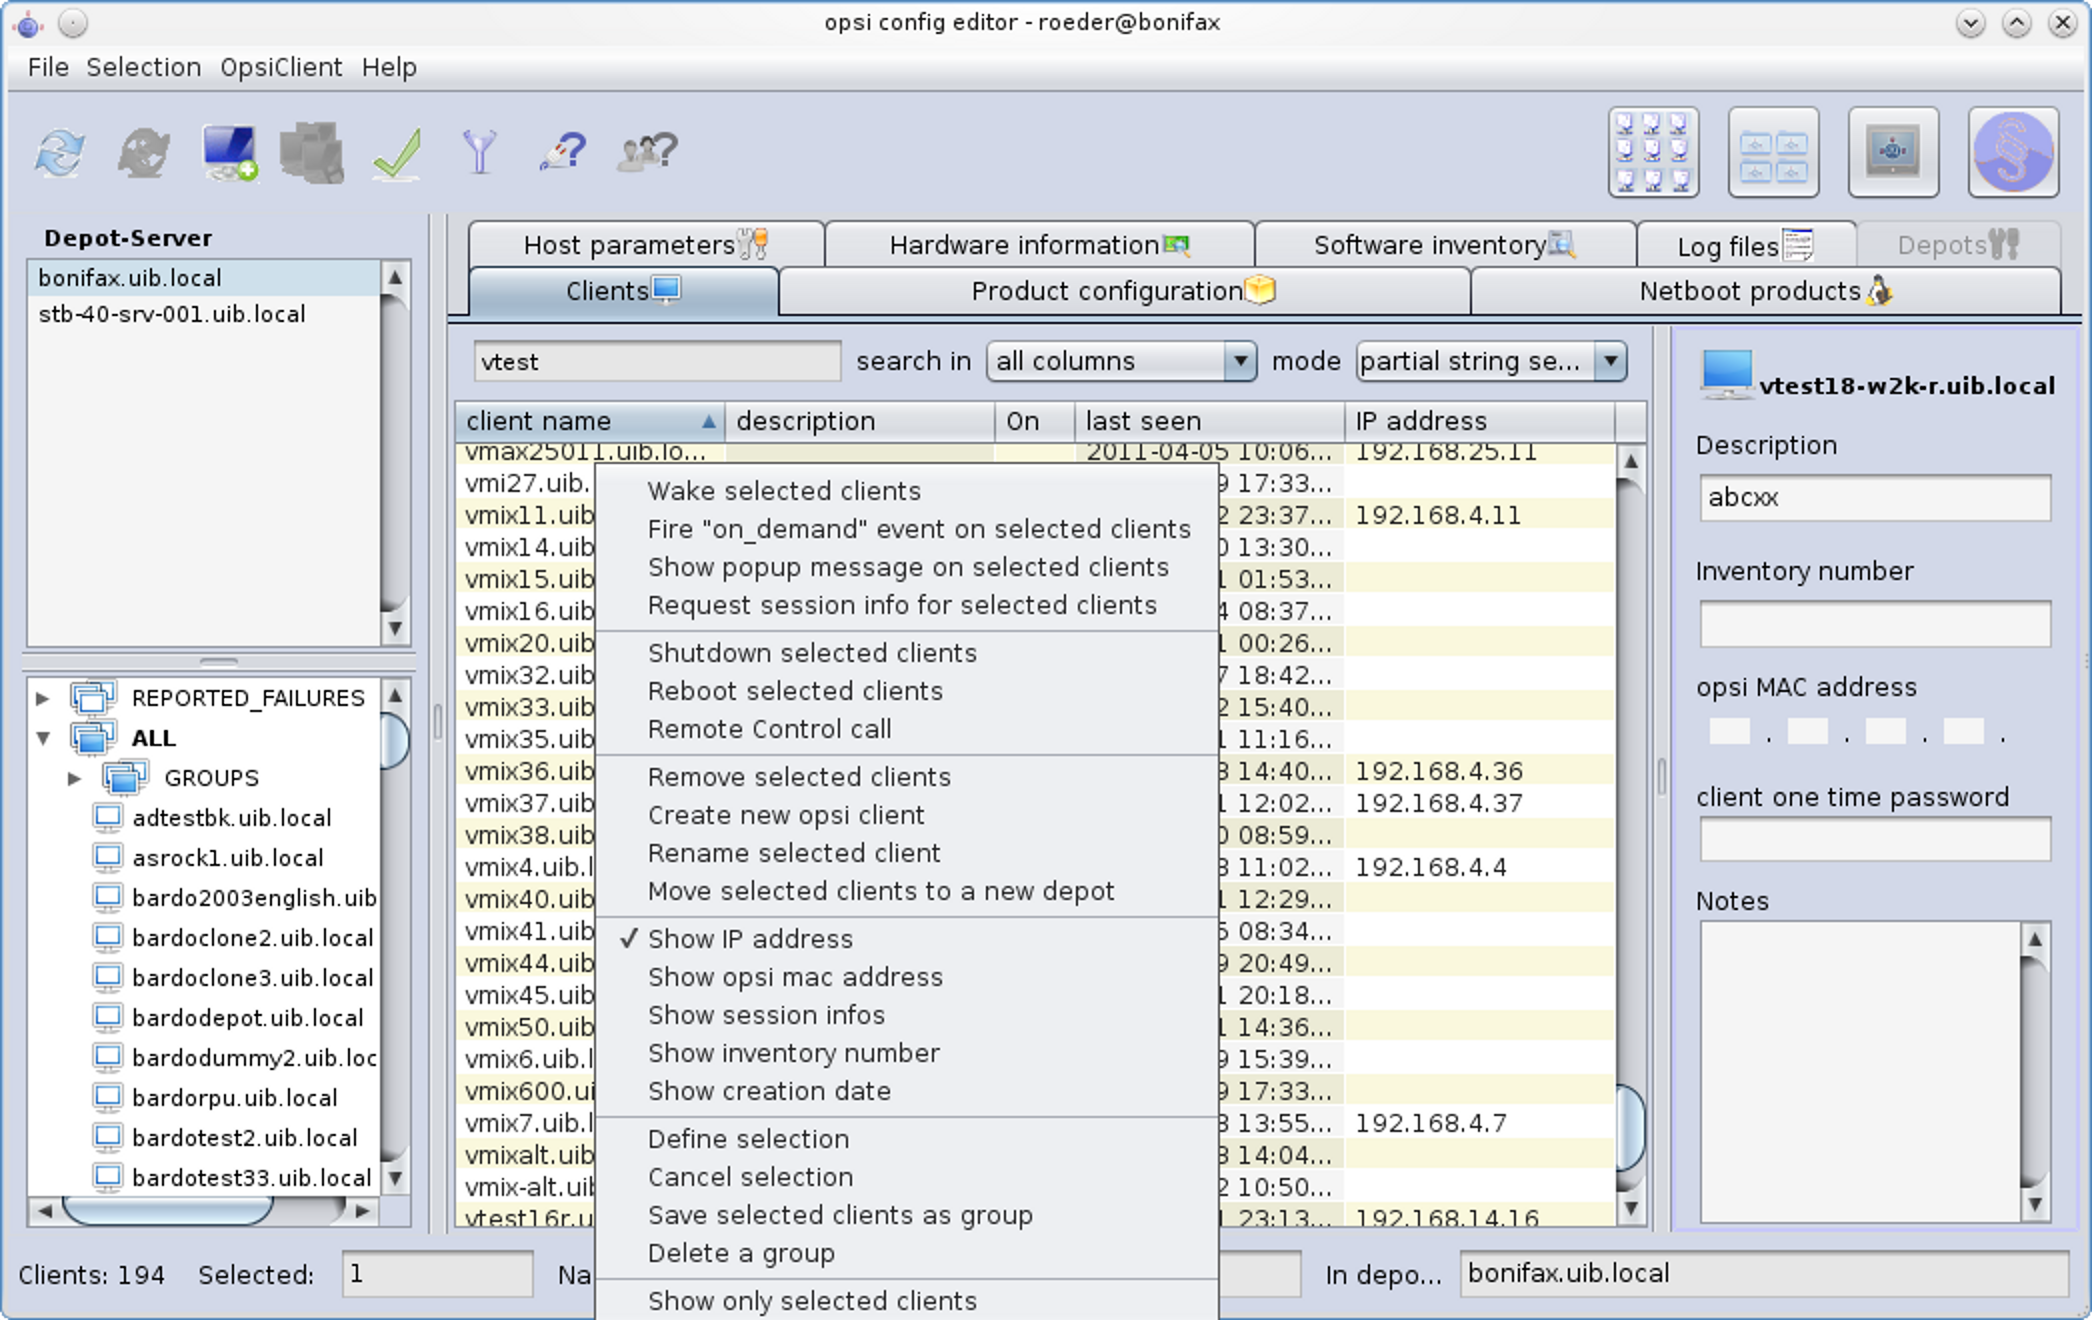 opsi config editor - roeder@bonifax
File Selection OpsiClient Help
Depot-Server
bonifax.uib.local
stb-40-srv-001.uib.local
REPORTED_FAILURES
ALL
GROUPS
adtestbk.uib.local
asrock1.uib.local
bardo2003english.uib
bardoclone2.uib.local
bardoclone3.uib.local
bardodepot.uib.local
bardodummy2.uib.loc
bardorpu.uib.local
bardotest2.uib.local
bardotest33.uib.local
Host parameters Hardware information Software inventory Log files Depots
Clients Product configuration Netboot products
vtest search in all columns mode partial string se...
client name description On last seen IP address
vmax25011.uib.lo... 2011-04-05 10:06... 192.168.25.11
vmi27.uib. 9 17:33...
vmix11.uib 2 23:37... 192.168.4.11
vmix14.uib 0 13:30...
vmix15.uib 1 01:53...
vmix16.uib 4 08:37...
vmix20.uib 1 00:26...
vmix32.uib 7 18:42...
vmix33.uib 2 15:40...
vmix35.uib 1 11:16...
vmix36.uib 3 14:40... 192.168.4.36
vmix37.uib 1 12:02... 192.168.4.37
vmix38.uib 0 08:59...
vmix4.uib.l 3 11:02... 192.168.4.4
vmix40.uib 1 12:29...
vmix41.uib 5 08:34...
vmix44.uib 9 20:49...
vmix45.uib 1 20:18...
vmix50.uib 1 14:36...
vmix6.uib.l 9 15:39...
vmix600.ui 9 17:33...
vmix7.uib.l 3 13:55... 192.168.4.7
vmixalt.uib 3 14:04...
vmix-alt.uib 2 10:50...
vtest16r.u 1 23:13... 192.168.14.16
Wake selected clients
Fire "on_demand" event on selected clients
Show popup message on selected clients
Request session info for selected clients
Shutdown selected clients
Reboot selected clients
Remote Control call
Remove selected clients
Create new opsi client
Rename selected client
Move selected clients to a new depot
✓ Show IP address
Show opsi mac address
Show session infos
Show inventory number
Show creation date
Define selection
Cancel selection
Save selected clients as group
Delete a group
Show only selected clients
vtest18-w2k-r.uib.local
Description
abcxx
Inventory number
opsi MAC address
. . . .
client one time password
Notes
Clients: 194 Selected: 1 Na In depo... bonifax.uib.local